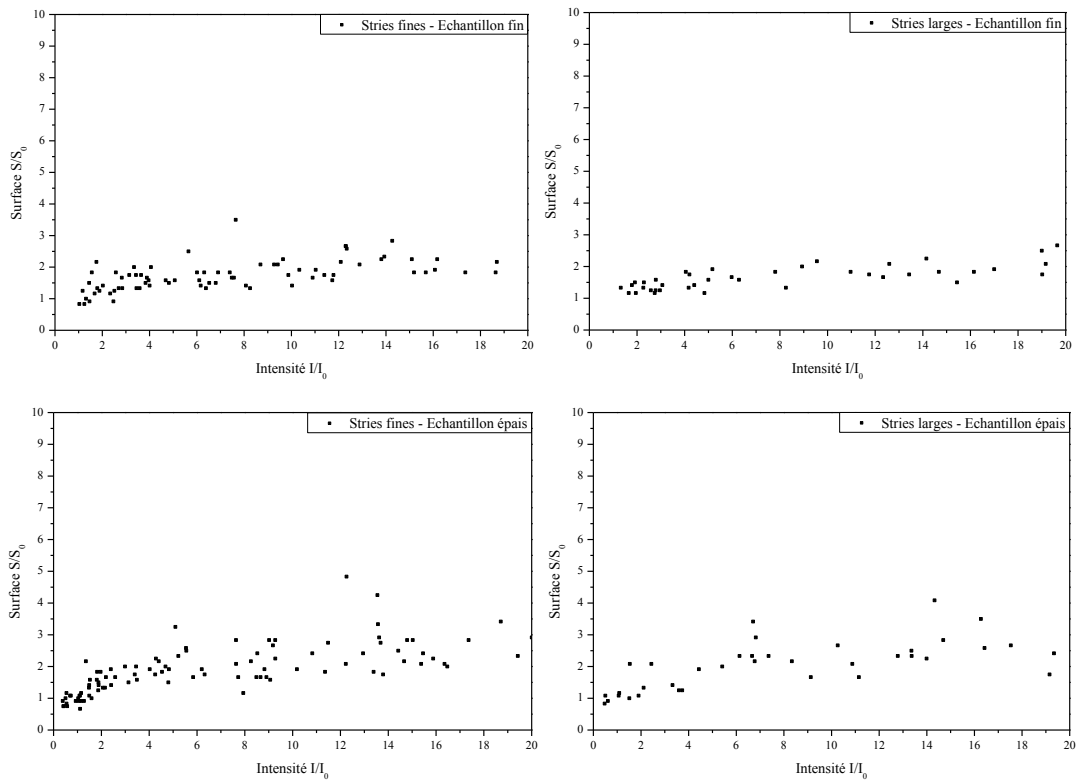 Stries fines - Echantillon fin
10
9
8
7
6
5
4
3
2
1
0
Surface S/S0
0 2 4 6 8 10 12 14 16 18 20
Intensité I/I0
Stries larges - Echantillon fin
10
9
8
7
6
5
4
3
2
1
0
Surface S/S0
0 2 4 6 8 10 12 14 16 18 20
Intensité I/I0
Stries fines - Echantillon épais
10
9
8
7
6
5
4
3
2
1
0
Surface S/S0
0 2 4 6 8 10 12 14 16 18 20
Intensité I/I0
Stries larges - Echantillon épais
10
9
8
7
6
5
4
3
2
1
0
Surface S/S0
0 2 4 6 8 10 12 14 16 18 20
Intensité I/I0